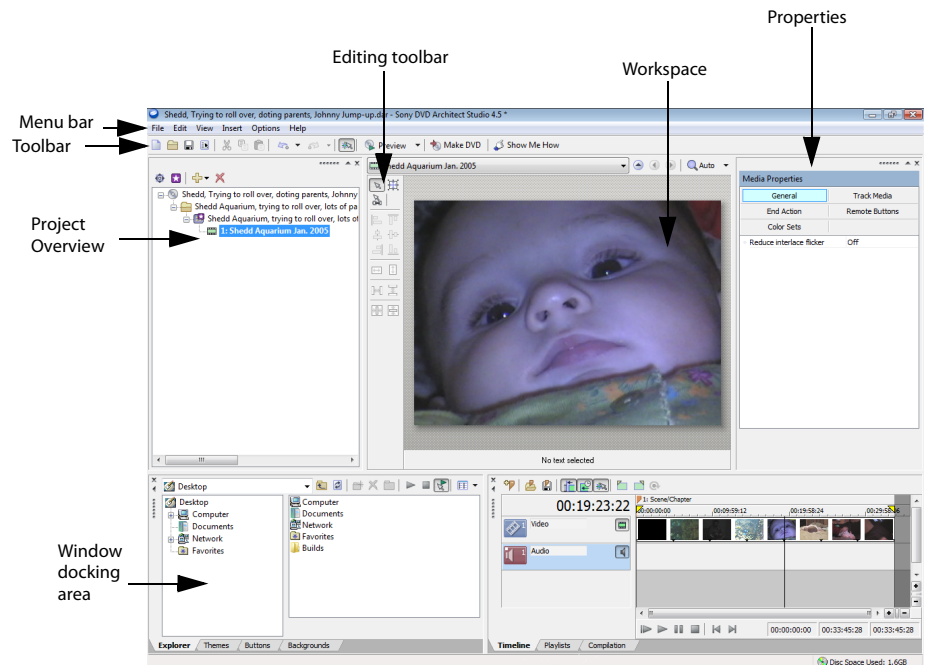 Properties
Editing toolbar
Workspace
Menu bar
Toolbar
Project
Overview
Window
docking
area
Shedd, Trying to roll over, doting parents, Johnny Jump-up.dar - Sony DVD Architect Studio 4.5 *
File Edit View Insert Options Help
Preview Make DVD Show Me How
Shedd, Trying to roll over, doting parents, Johnny
Shedd Aquarium, trying to roll over, lots of pa
Shedd Aquarium, trying to roll over, lots of
1: Shedd Aquarium Jan. 2005
Shedd Aquarium Jan. 2005
Auto
No text selected
Media Properties
General Track Media
End Action Remote Buttons
Color Sets
Reduce interlace flicker Off
Desktop
Desktop
Computer
Documents
Network
Favorites
Computer
Documents
Network
Favorites
Builds
Explorer Themes Buttons Backgrounds
00:19:23:22
1: Scene/Chapter
00:00:00:00 00:09:59:12 00:19:58:24
1 Video
1 Audio
00:00:00:00 00:33:45:28 00:33:45:28
Timeline Playlists Compilation
Disc Space Used: 1.6GB